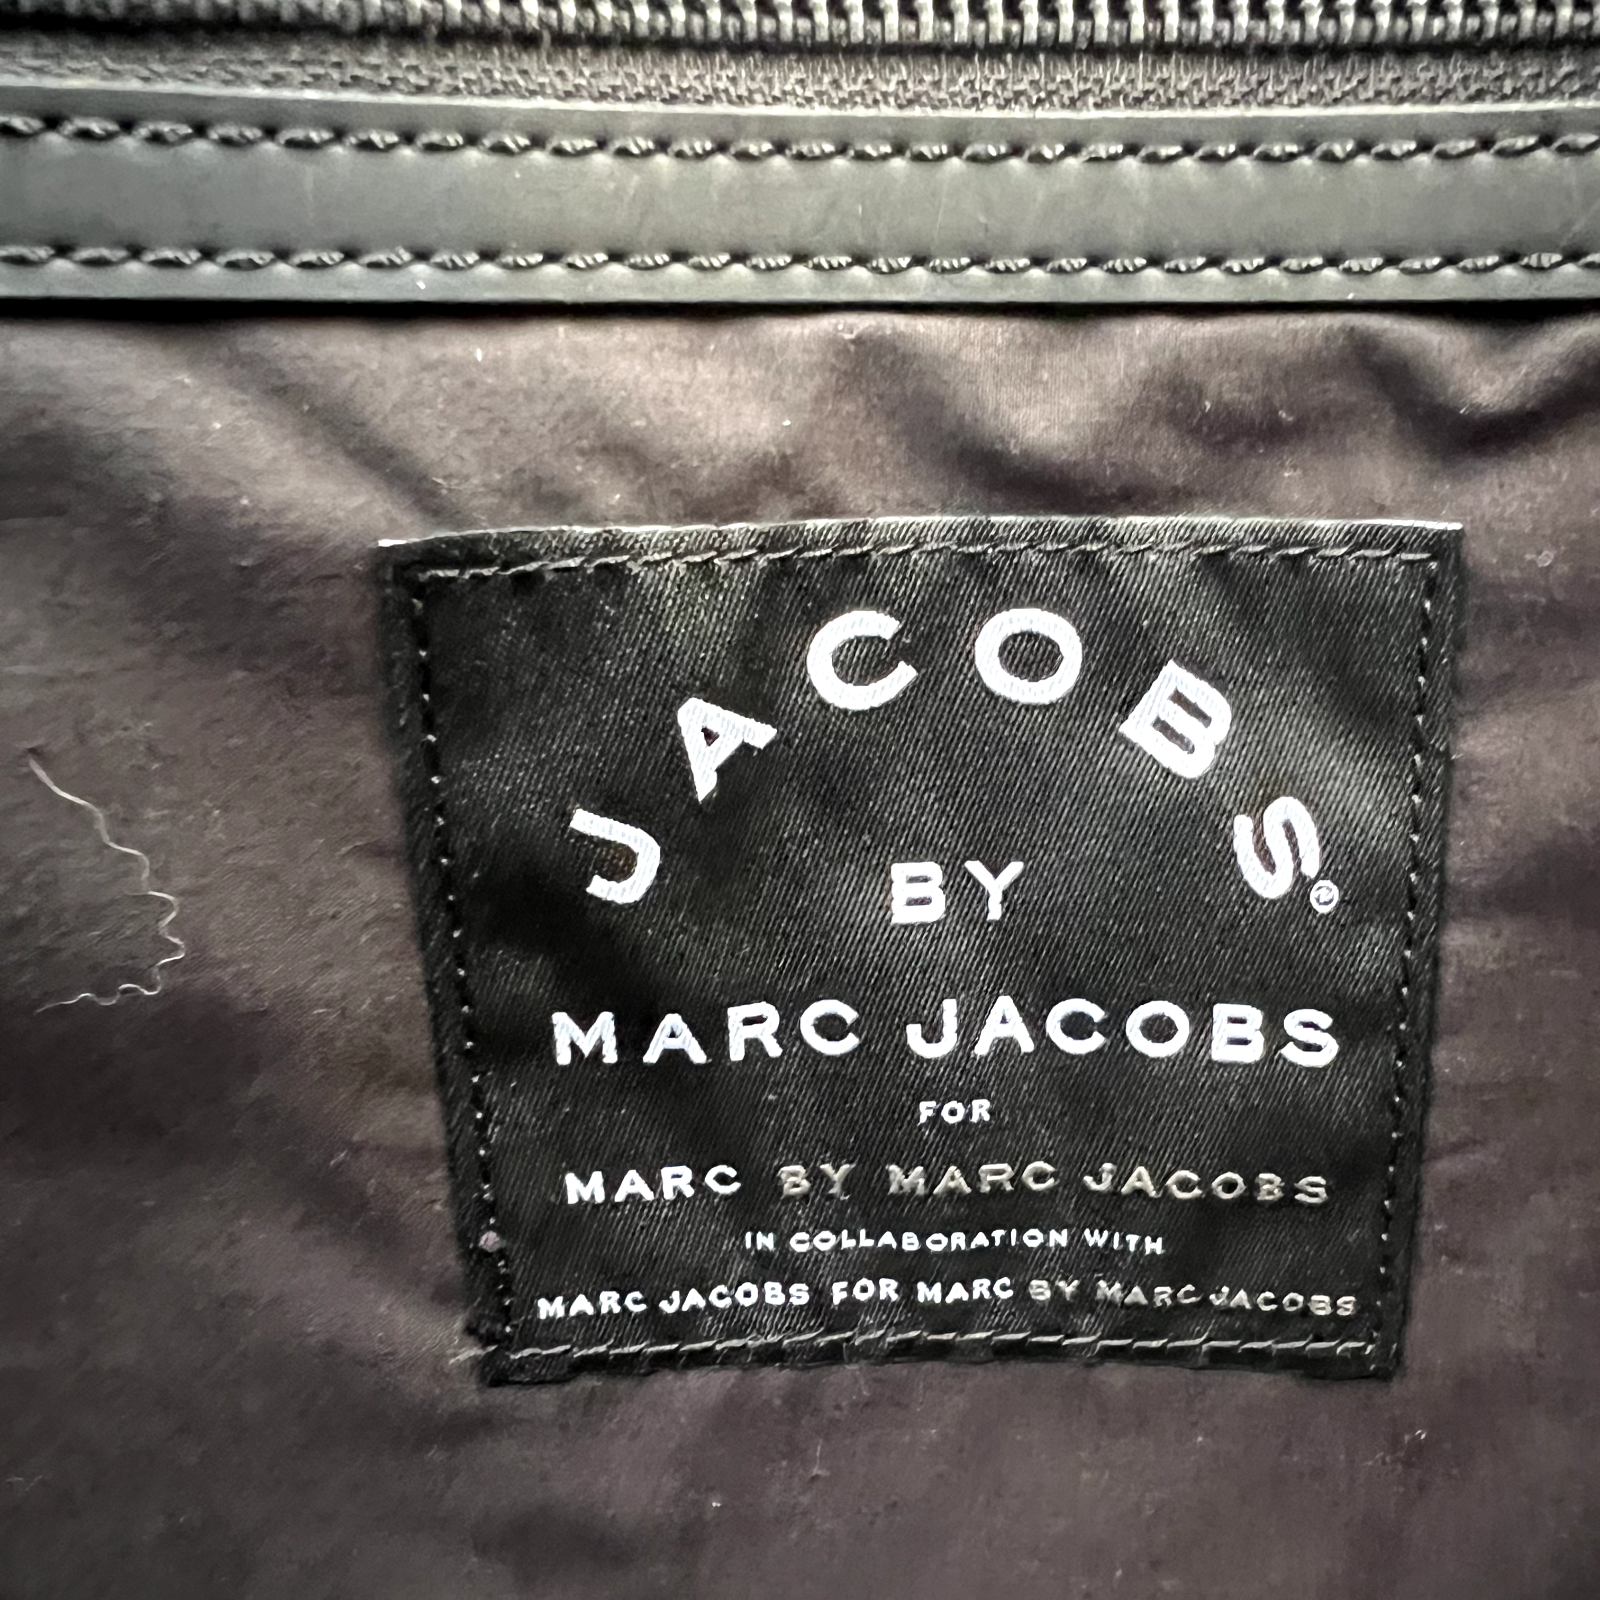 JACOBS®
BY
MARC JACOBS
FOR
MARC BY MARC JACOBS
IN COLLABORATION WITH
MARC JACOBS FOR MARC BY MARC JACOBS